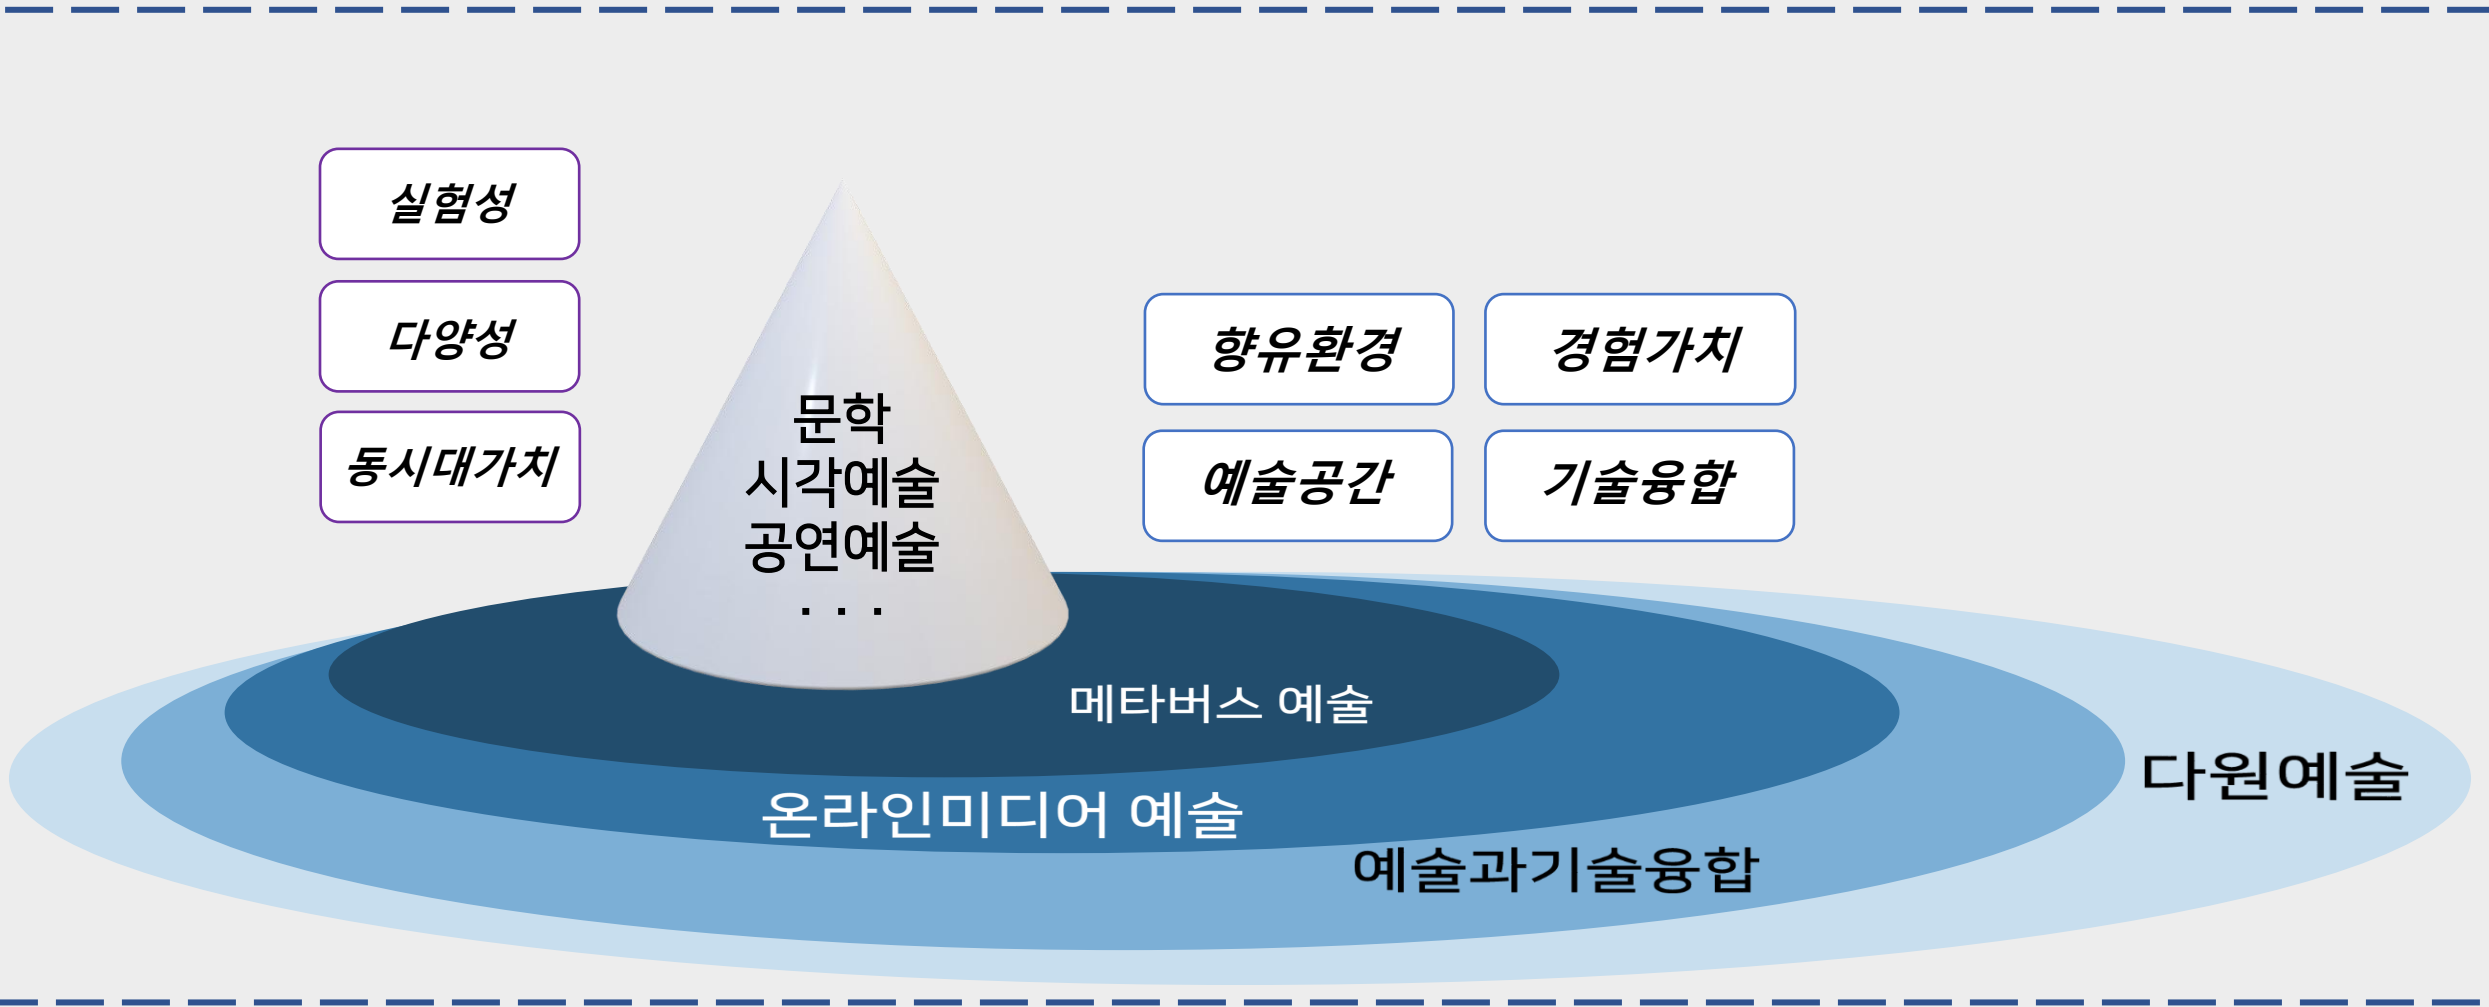 실험성
다양성
동시대가치
문학
시각예술
공연예술
· · ·
향유환경
경험가치
예술공간
기술융합
메타버스 예술
온라인미디어 예술
예술과기술융합
다원예술